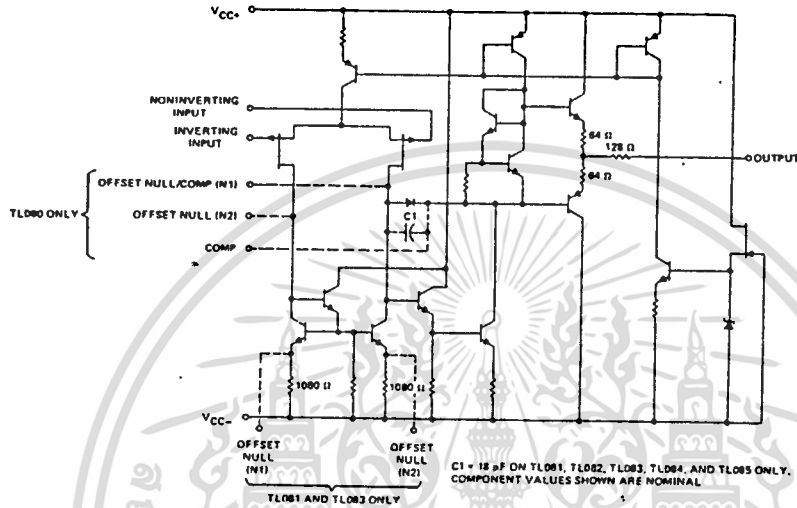 VCC+
NONINVERTING
INPUT
INVERTING
INPUT
OFFSET NULL/COMP (N1)
TL080 ONLY
OFFSET NULL (N2)
COMP
C1
64 Ω
128 Ω
OUTPUT
64 Ω
1080 Ω
1080 Ω
VCC−
OFFSET
NULL
(N1)
OFFSET
NULL
(N2)
TL081 AND TL083 ONLY
C1 = 18 pF ON TL081, TL082, TL083, TL084, AND TL085 ONLY.
COMPONENT VALUES SHOWN ARE NOMINAL